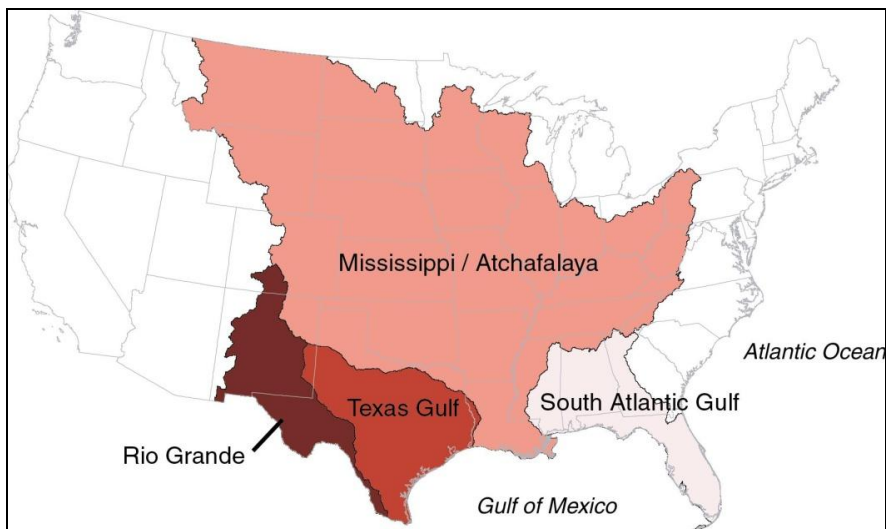 Mississippi / Atchafalaya
Atlantic Ocean
Texas Gulf
South Atlantic Gulf
Rio Grande
Gulf of Mexico